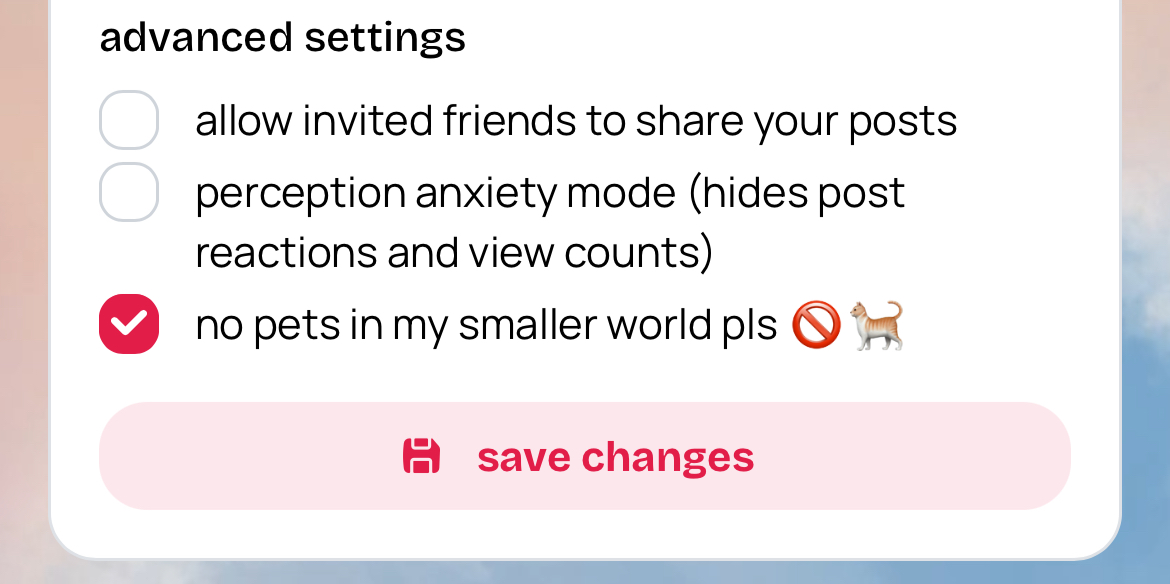 advanced settings
allow invited friends to share your posts
perception anxiety mode (hides post
reactions and view counts)
no pets in my smaller world pls 🚫🐈
save changes